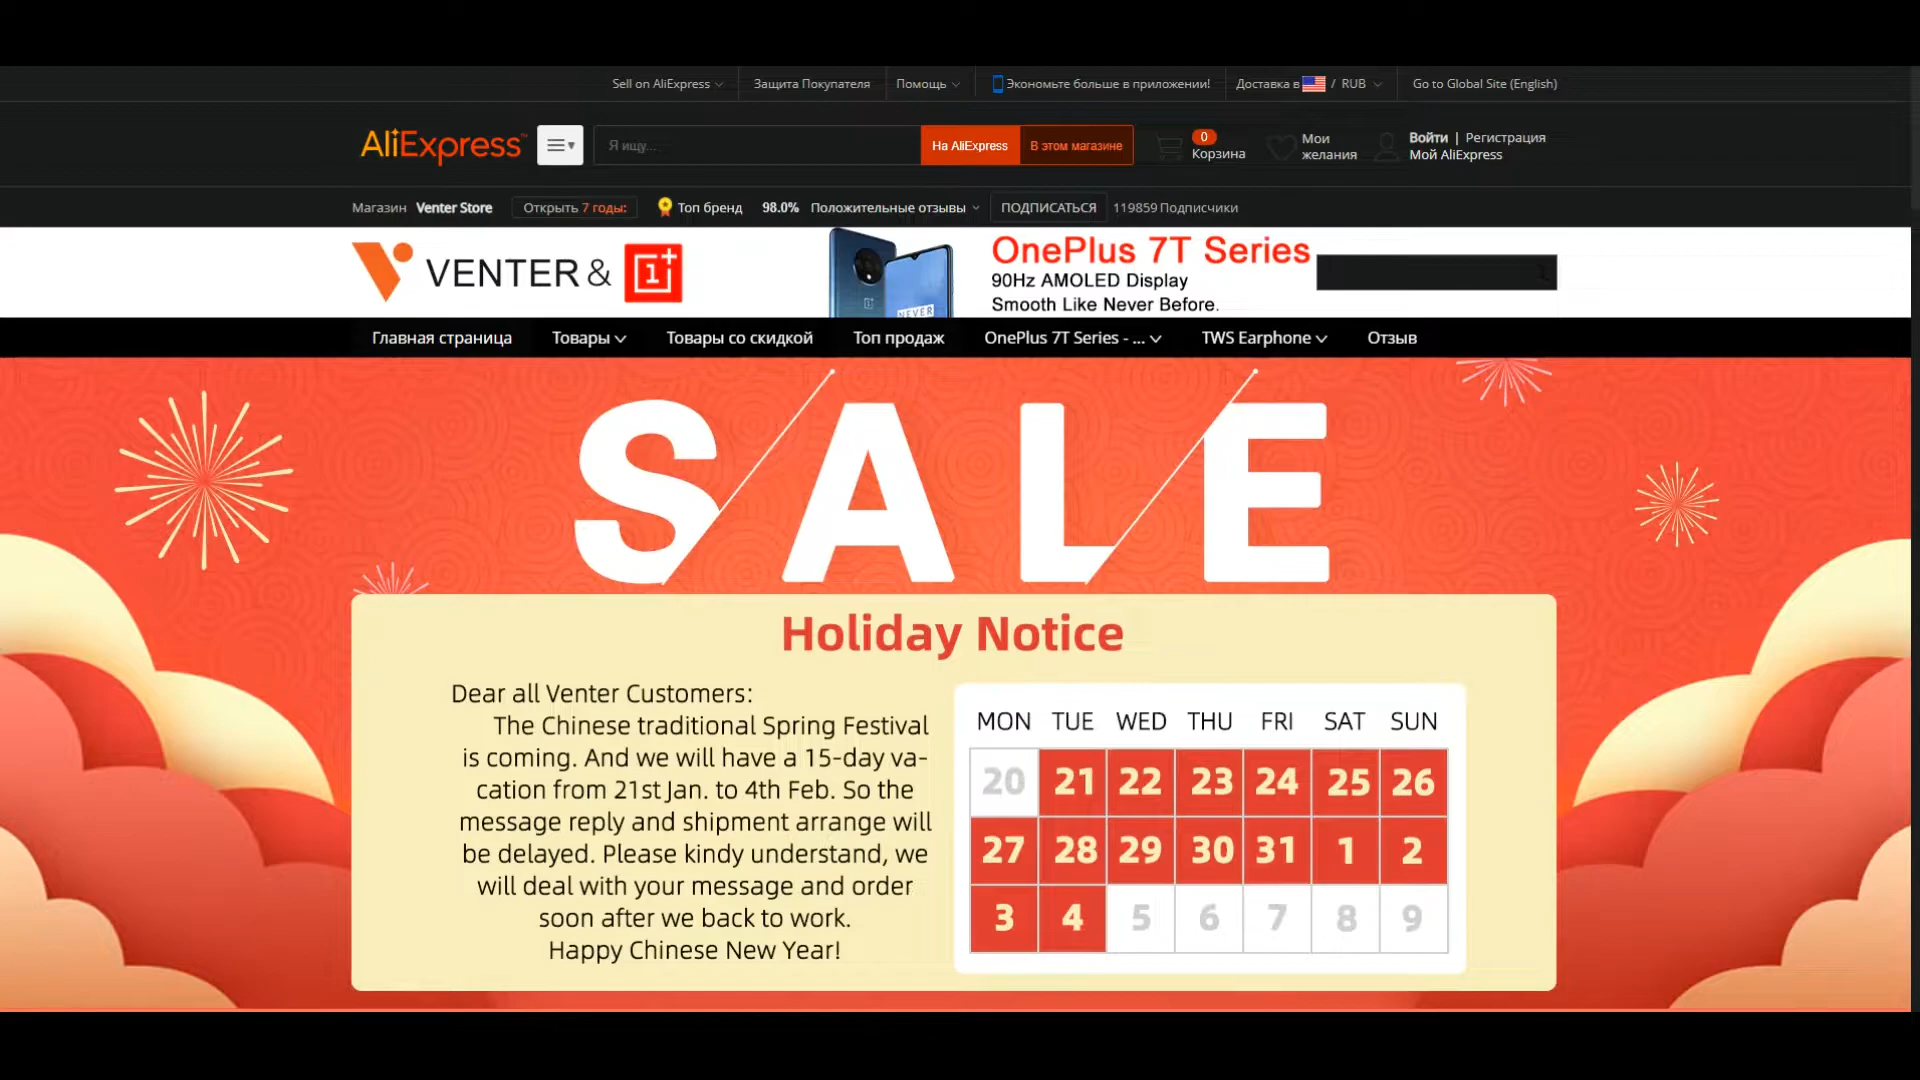 Sell on AliExpress
Защита Покупателя
Помощь
Экономьте больше в приложении!
Доставка в / RUB
Go to Global Site (English)
AliExpress™
Я ищу...
На AliExpress
В этом магазине
0
Корзина
Мои
желания
Войти | Регистрация
Мой AliExpress
Магазин Venter Store
Открыть 7 годы:
Топ бренд
98.0% Положительные отзывы
ПОДПИСАТЬСЯ
119859 Подписчики
VENTER & 1+
NEVER
OnePlus 7T Series
90Hz AMOLED Display
Smooth Like Never Before.
Главная страница
Товары
Товары со скидкой
Топ продаж
OnePlus 7T Series - ...
TWS Earphone
Отзыв
SALE
Holiday Notice
Dear all Venter Customers:
The Chinese traditional Spring Festival
is coming. And we will have a 15-day va-
cation from 21st Jan. to 4th Feb. So the
message reply and shipment arrange will
be delayed. Please kindy understand, we
will deal with your message and order
soon after we back to work.
Happy Chinese New Year!
MON TUE WED THU FRI SAT SUN
20 21 22 23 24 25 26
27 28 29 30 31 1 2
3 4 5 6 7 8 9